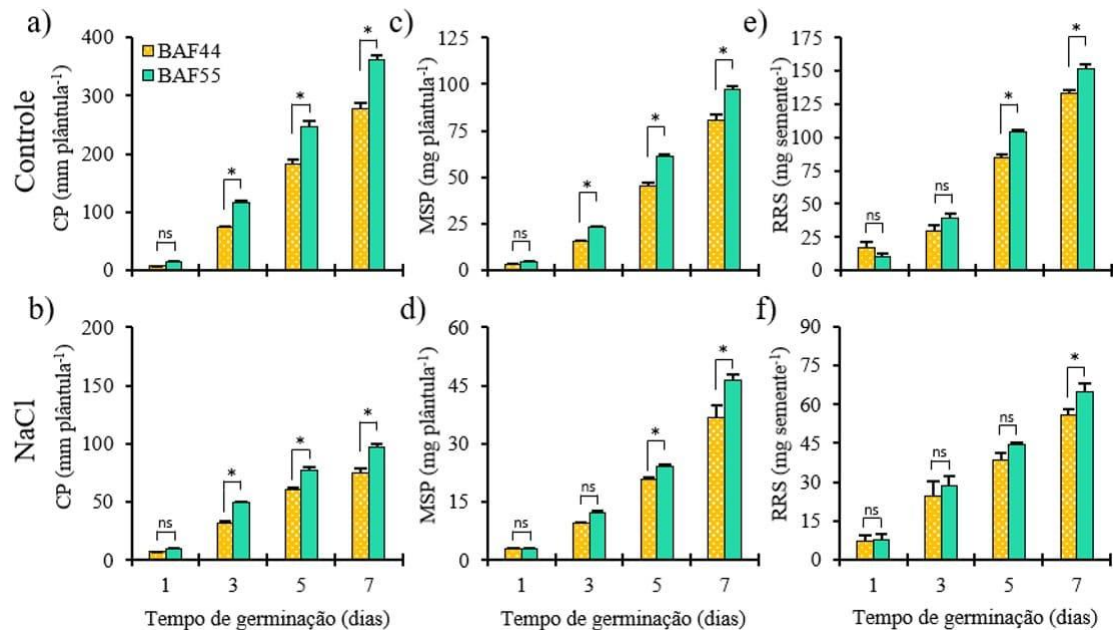 a)
CP (mm plântula⁻¹)
Controle
400
300
200
100
0
BAF44
BAF55
ns
*
*
*
c)
MSP (mg plântula⁻¹)
125
100
75
50
25
0
ns
*
*
*
e)
RRS (mg semente⁻¹)
175
150
125
100
75
50
25
0
ns
ns
*
*
b)
CP (mm plântula⁻¹)
NaCl
200
150
100
50
0
ns
*
*
*
1 3 5 7
Tempo de germinação (dias)
d)
MSP (mg plântula⁻¹)
60
45
30
15
0
ns
ns
*
*
1 3 5 7
Tempo de germinação (dias)
f)
RRS (mg semente⁻¹)
90
75
60
45
30
15
0
ns
ns
ns
*
1 3 5 7
Tempo de germinação (dias)